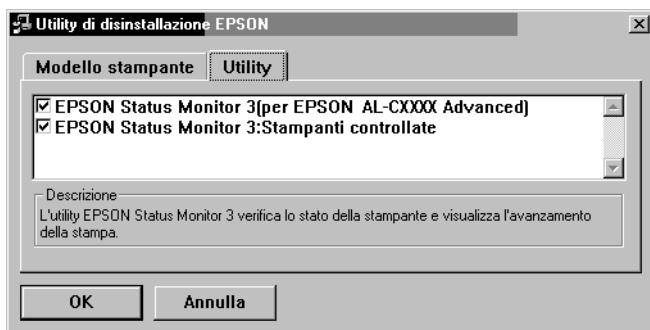 Utility di disinstallazione EPSON
Modello stampante
Utility
EPSON Status Monitor 3(per EPSON AL-CXXXX Advanced)
EPSON Status Monitor 3:Stampanti controllate
Descrizione
L'utility EPSON Status Monitor 3 verifica lo stato della stampante e visualizza l'avanzamento
della stampa.
OK
Annulla